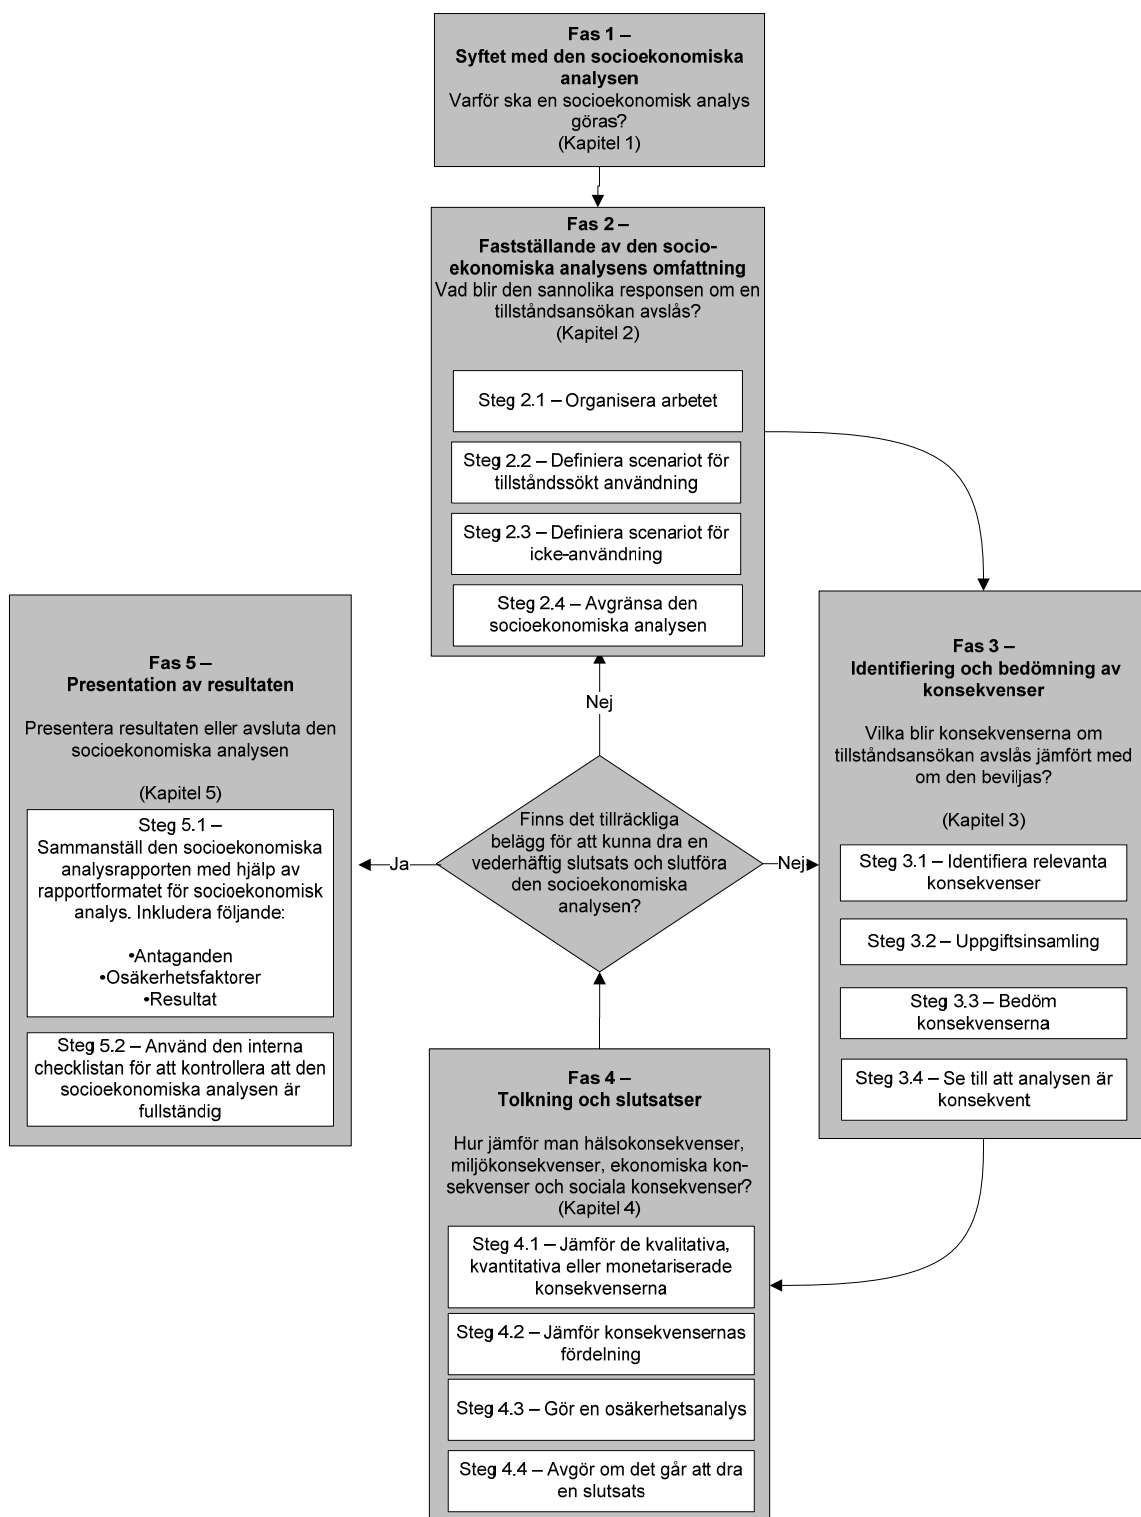 Fas 1 –
Syftet med den socioekonomiska
analysen
Varför ska en socioekonomisk analys
göras?
(Kapitel 1)
Fas 2 –
Fastställande av den socio-
ekonomiska analysens omfattning
Vad blir den sannolika responsen om en
tillståndsansökan avslås?
(Kapitel 2)
Steg 2.1 – Organisera arbetet
Steg 2.2 – Definiera scenariot för
tillståndssökt användning
Steg 2.3 – Definiera scenariot för
icke-användning
Steg 2.4 – Avgränsa den
socioekonomiska analysen
Fas 3 –
Identifiering och bedömning av
konsekvenser
Vilka blir konsekvenserna om
tillståndsansökan avslås jämfört med
om den beviljas?
(Kapitel 3)
Steg 3.1 – Identifiera relevanta
konsekvenser
Steg 3.2 – Uppgiftsinsamling
Steg 3.3 – Bedöm
konsekvenserna
Steg 3.4 – Se till att analysen är
konsekvent
Fas 4 –
Tolkning och slutsatser
Hur jämför man hälsokonsekvenser,
miljökonsekvenser, ekonomiska kon-
sekvenser och sociala konsekvenser?
(Kapitel 4)
Steg 4.1 – Jämför de kvalitativa,
kvantitativa eller monetariserade
konsekvenserna
Steg 4.2 – Jämför konsekvensernas
fördelning
Steg 4.3 – Gör en osäkerhetsanalys
Steg 4.4 – Avgör om det går att dra
en slutsats
Finns det tillräckliga
belägg för att kunna dra en
vederhäftig slutsats och slutföra
den socioekonomiska
analysen?
Nej
Nej
Ja
Fas 5 –
Presentation av resultaten
Presentera resultaten eller avsluta den
socioekonomiska analysen
(Kapitel 5)
Steg 5.1 –
Sammanställ den socioekonomiska
analysrapporten med hjälp av
rapportformatet för socioekonomisk
analys. Inkludera följande:
•Antaganden
•Osäkerhetsfaktorer
•Resultat
Steg 5.2 – Använd den interna
checklistan för att kontrollera att den
socioekonomiska analysen är
fullständig